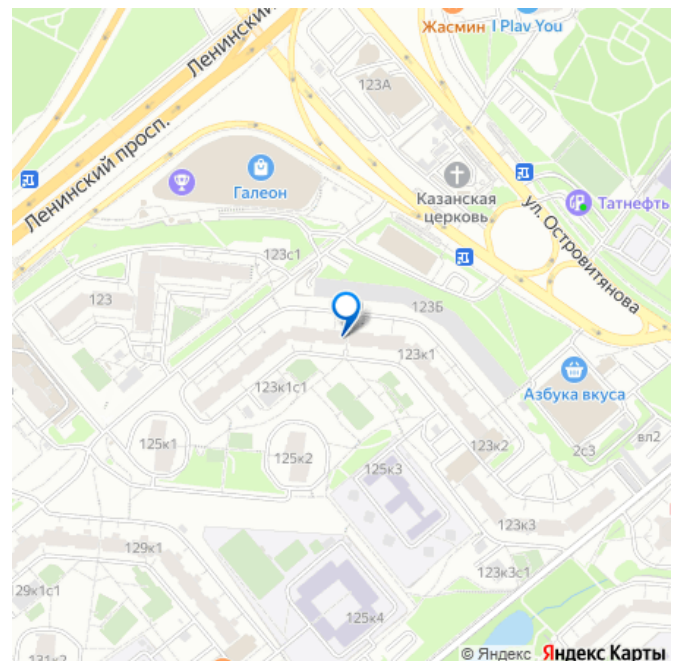 Ленинский
Жасмин
I Play You
123А
Ленинский просп.
Галеон
Казанская
церковь
Татнефть
ул. Островитянова
123с1
123
123Б
123к1
Азбука вкуса
123к1с1
125к1
125к2
123к2
2с3
вл2
125к3
123к3
129к1
123к3с1
29к1с1
125к4
131к2
© Яндекс
Яндекс Карты